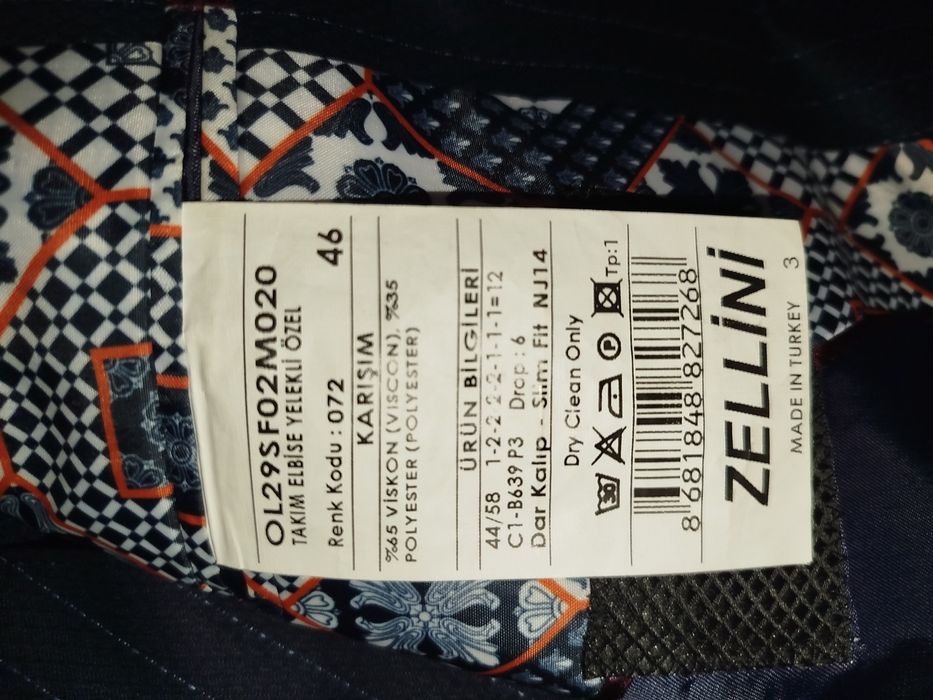 OL29SF02M020
TAKIM ELBİSE YELEKLİ ÖZEL
Renk Kodu : 072 46
KARIŞIM
%65 VİSKON (VISCON), %35
POLYESTER (POLYESTER)
ÜRÜN BİLGİLERİ
44/58 1-2-2-2-2-1-1-1=12
C1-B639 P3 Drop : 6
Dar Kalıp - Slim Fit NJ14
Dry Clean Only
30 P Tp:1
8 681848 827268
ZELLİNİ
MADE IN TURKEY 3